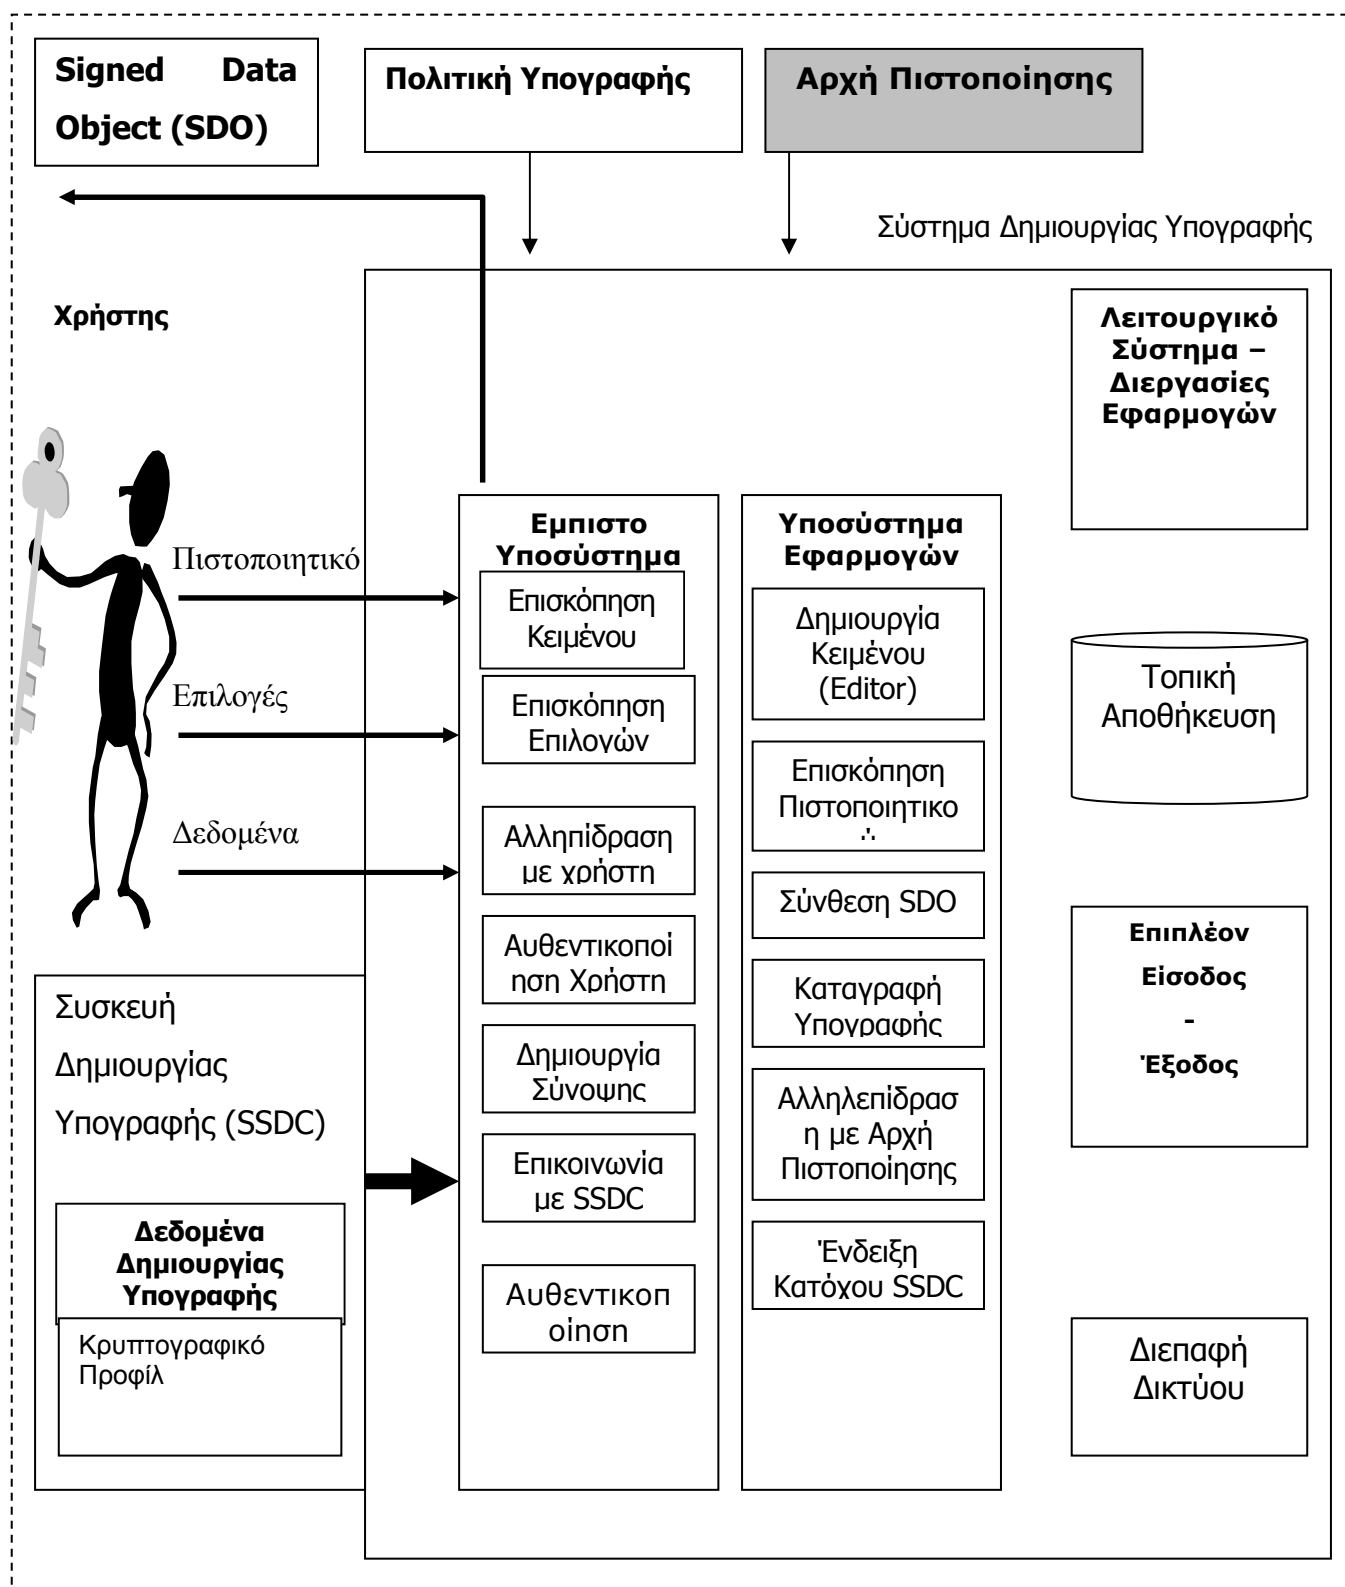 Signed Data
Object (SDO)
Πολιτική Υπογραφής
Αρχή Πιστοποίησης
Σύστημα Δημιουργίας Υπογραφής
Χρήστης
Πιστοποιητικό
Επιλογές
Δεδομένα
Συσκευή
Δημιουργίας
Υπογραφής (SSDC)
Δεδομένα
Δημιουργίας
Υπογραφής
Κρυπτογραφικό
Προφίλ
Εμπιστο
Υποσύστημα
Επισκόπηση
Κειμένου
Επισκόπηση
Επιλογών
Αλληπίδραση
με χρήστη
Αυθεντικοποί
ηση Χρήστη
Δημιουργία
Σύνοψης
Επικοινωνία
με SSDC
Αυθεντικοπ
οίηση
Υποσύστημα
Εφαρμογών
Δημιουργία
Κειμένου
(Editor)
Επισκόπηση
Πιστοποιητικο
Σύνθεση SDO
Καταγραφή
Υπογραφής
Αλληλεπίδρασ
η με Αρχή
Πιστοποίησης
Ένδειξη
Κατόχου SSDC
Λειτουργικό
Σύστημα –
Διεργασίες
Εφαρμογών
Τοπική
Αποθήκευση
Επιπλέον
Είσοδος
-
Έξοδος
Διεπαφή
Δικτύου